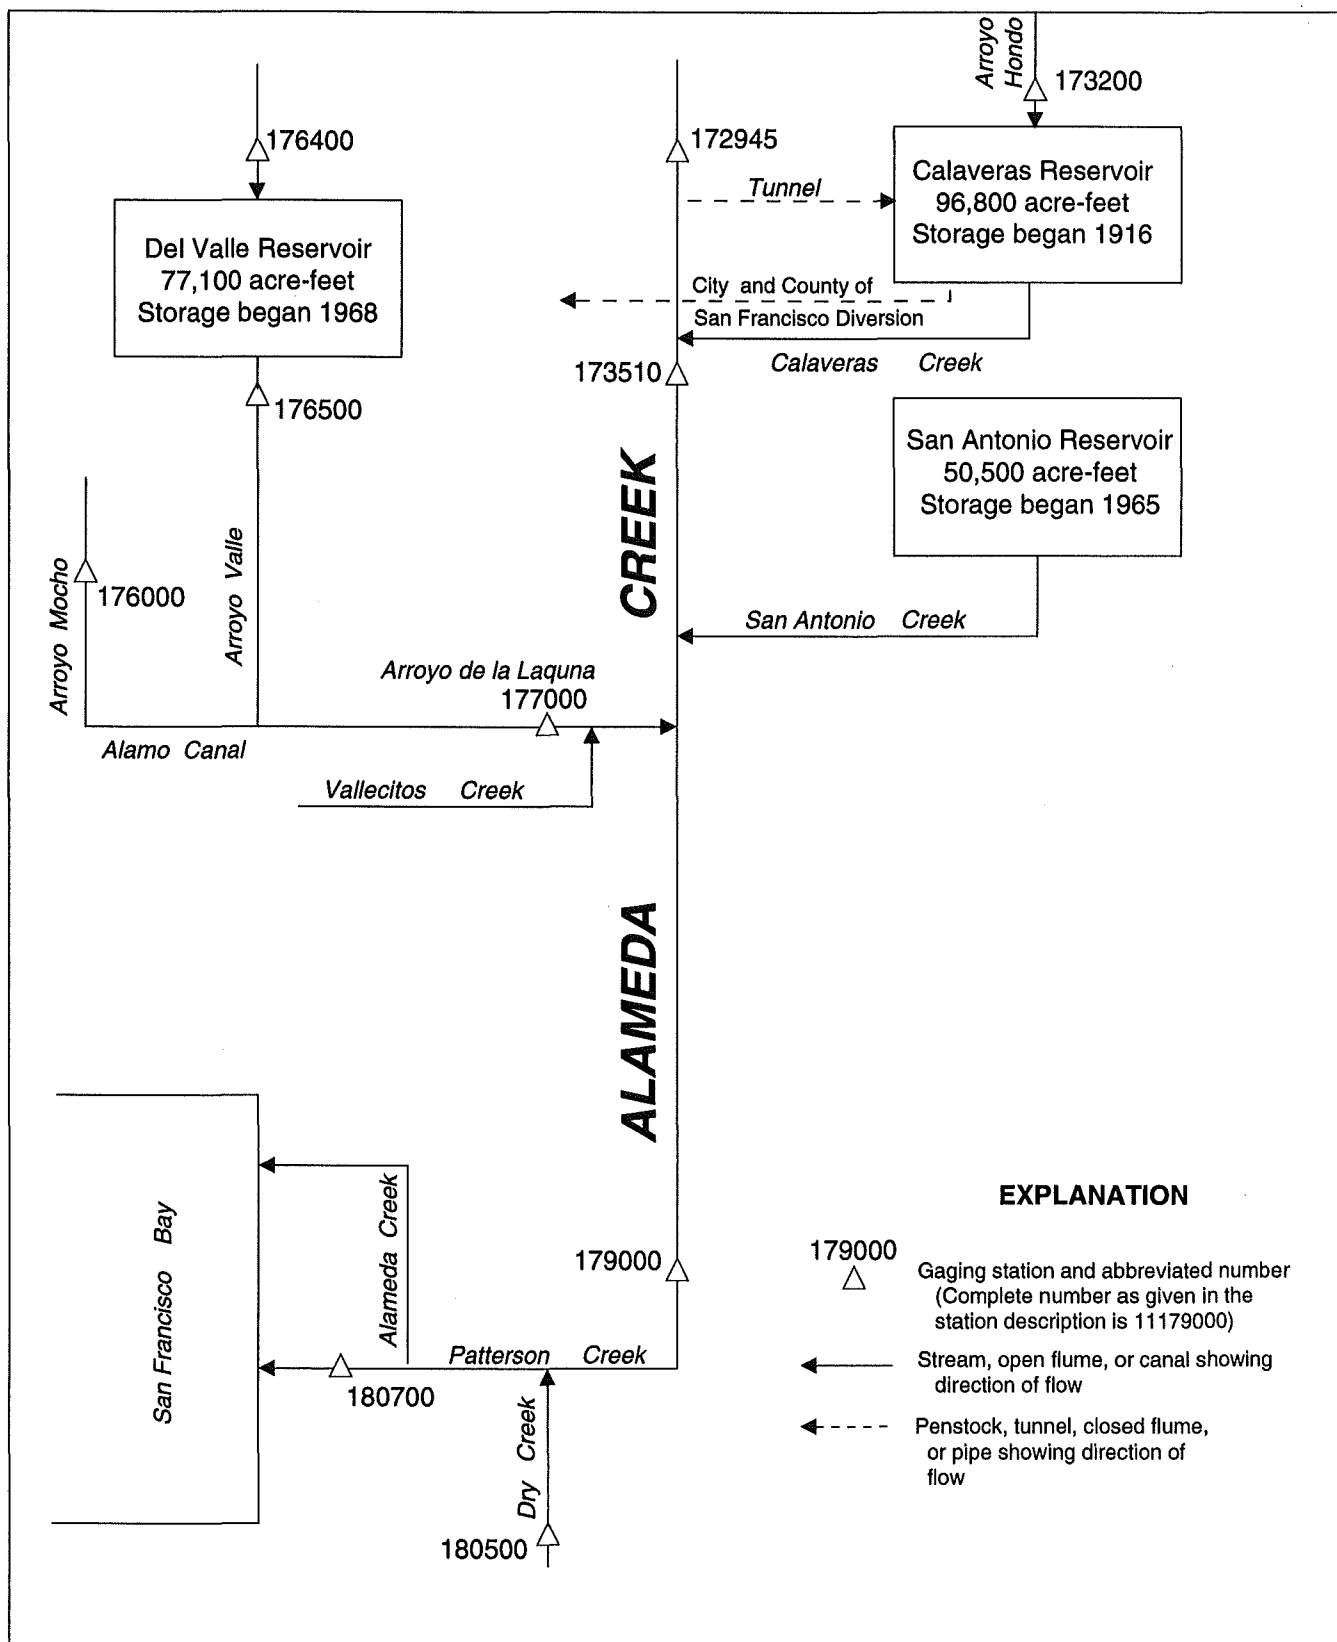 Arroyo
Hondo
173200
176400
172945
Tunnel
Calaveras Reservoir
96,800 acre-feet
Storage began 1916
Del Valle Reservoir
77,100 acre-feet
Storage began 1968
City and County of
San Francisco Diversion
173510
Calaveras Creek
176500
San Antonio Reservoir
50,500 acre-feet
Storage began 1965
Arroyo Mocho
176000
Arroyo Valle
San Antonio Creek
Arroyo de la Laquna
177000
Alamo Canal
Vallecitos Creek
ALAMEDA CREEK
San Francisco Bay
Alameda Creek
179000
Patterson Creek
180700
Dry Creek
180500
EXPLANATION
179000
Gaging station and abbreviated number
(Complete number as given in the
station description is 11179000)
Stream, open flume, or canal showing
direction of flow
Penstock, tunnel, closed flume,
or pipe showing direction of
flow